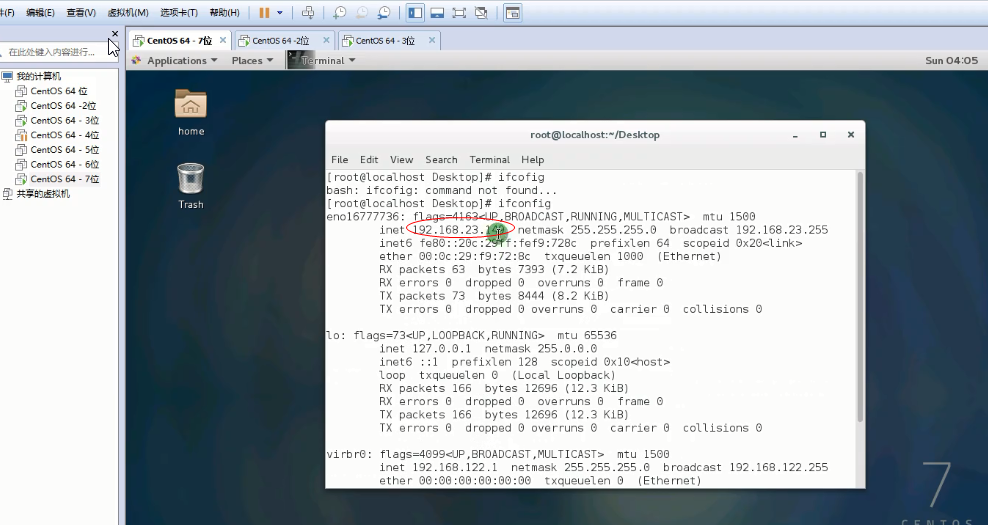 件(F) 编辑(E) 查看(V) 虚拟机(M) 选项卡(T) 帮助(H)
在此处键入内容进行...
我的计算机
CentOS 64 位
CentOS 64 -2位
CentOS 64 - 3位
CentOS 64 - 4位
CentOS 64 - 5位
CentOS 64 - 6位
CentOS 64 - 7位
共享的虚拟机
CentOS 64 - 7位 CentOS 64 -2位 CentOS 64 - 3位
Applications Places Terminal Sun 04:05
home
Trash
root@localhost:~/Desktop
File Edit View Search Terminal Help
[root@localhost Desktop]# ifcofig
bash: ifcofig: command not found...
[root@localhost Desktop]# ifconfig
eno16777736: flags=4163<UP,BROADCAST,RUNNING,MULTICAST> mtu 1500
inet netmask 255.255.255.0 broadcast 192.168.23.255
inet6 fe80::20c:29ff:fef9:728c prefixlen 64 scopeid 0x20<link>
ether 00:0c:29:f9:72:8c txqueuelen 1000 (Ethernet)
RX packets 63 bytes 7393 (7.2 KiB)
RX errors 0 dropped 0 overruns 0 frame 0
TX packets 73 bytes 8444 (8.2 KiB)
TX errors 0 dropped 0 overruns 0 carrier 0 collisions 0
lo: flags=73<UP,LOOPBACK,RUNNING> mtu 65536
inet 127.0.0.1 netmask 255.0.0.0
inet6 ::1 prefixlen 128 scopeid 0x10<host>
loop txqueuelen 0 (Local Loopback)
RX packets 166 bytes 12696 (12.3 KiB)
RX errors 0 dropped 0 overruns 0 frame 0
TX packets 166 bytes 12696 (12.3 KiB)
TX errors 0 dropped 0 overruns 0 carrier 0 collisions 0
virbr0: flags=4099<UP,BROADCAST,MULTICAST> mtu 1500
inet 192.168.122.1 netmask 255.255.255.0 broadcast 192.168.122.255
ether 00:00:00:00:00:00 txqueuelen 0 (Ethernet)
7
CENTOS